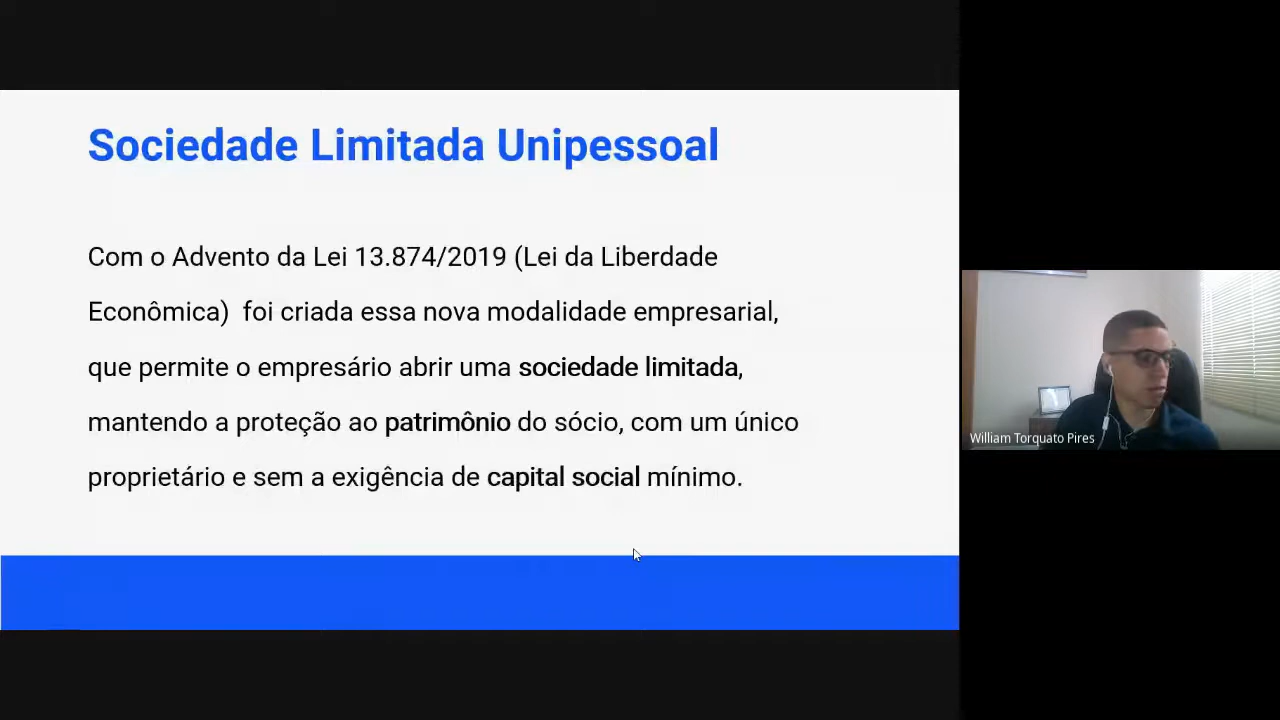 Sociedade Limitada Unipessoal
Com o Advento da Lei 13.874/2019 (Lei da Liberdade
Econômica)  foi criada essa nova modalidade empresarial,
que permite o empresário abrir uma sociedade limitada,
mantendo a proteção ao patrimônio do sócio, com um único
proprietário e sem a exigência de capital social mínimo.
William Torquato Pires